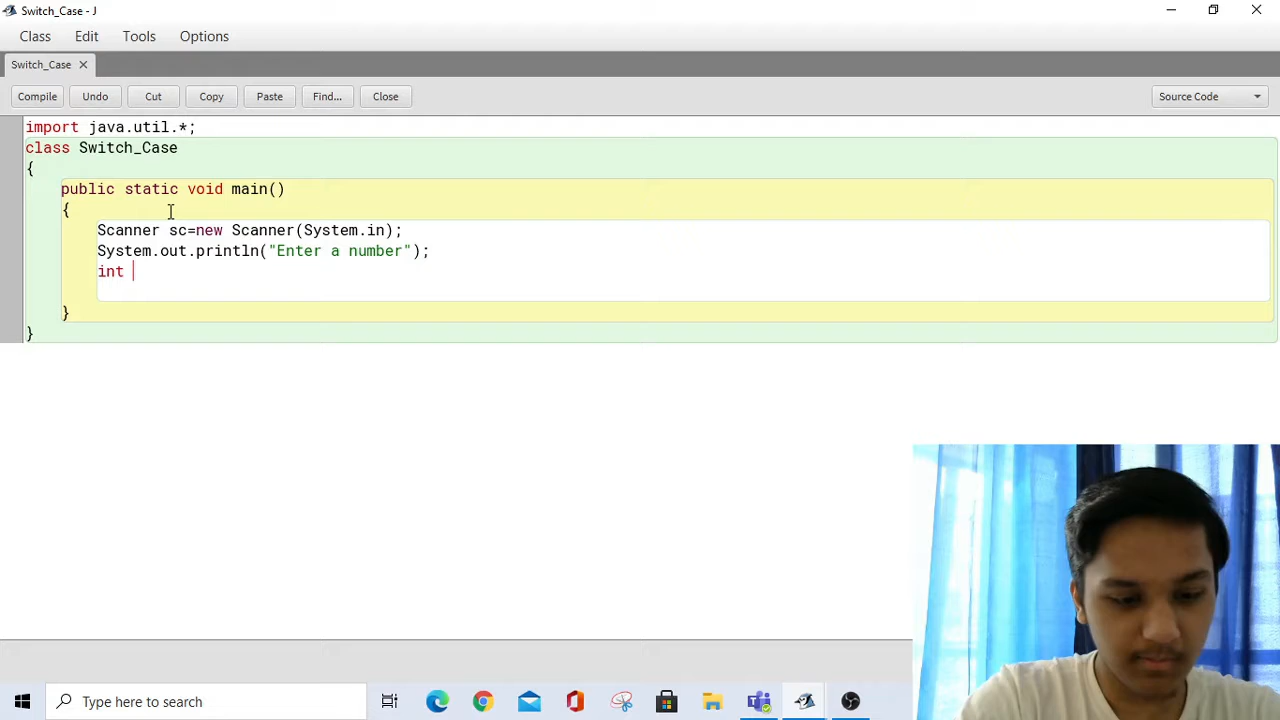 Switch_Case - J
Class Edit Tools Options
Switch_Case
Compile Undo Cut Copy Paste Find... Close Source Code
import java.util.*;
class Switch_Case
{
public static void main()
{
Scanner sc=new Scanner(System.in);
System.out.println("Enter a number");
int
}
}
Type here to search